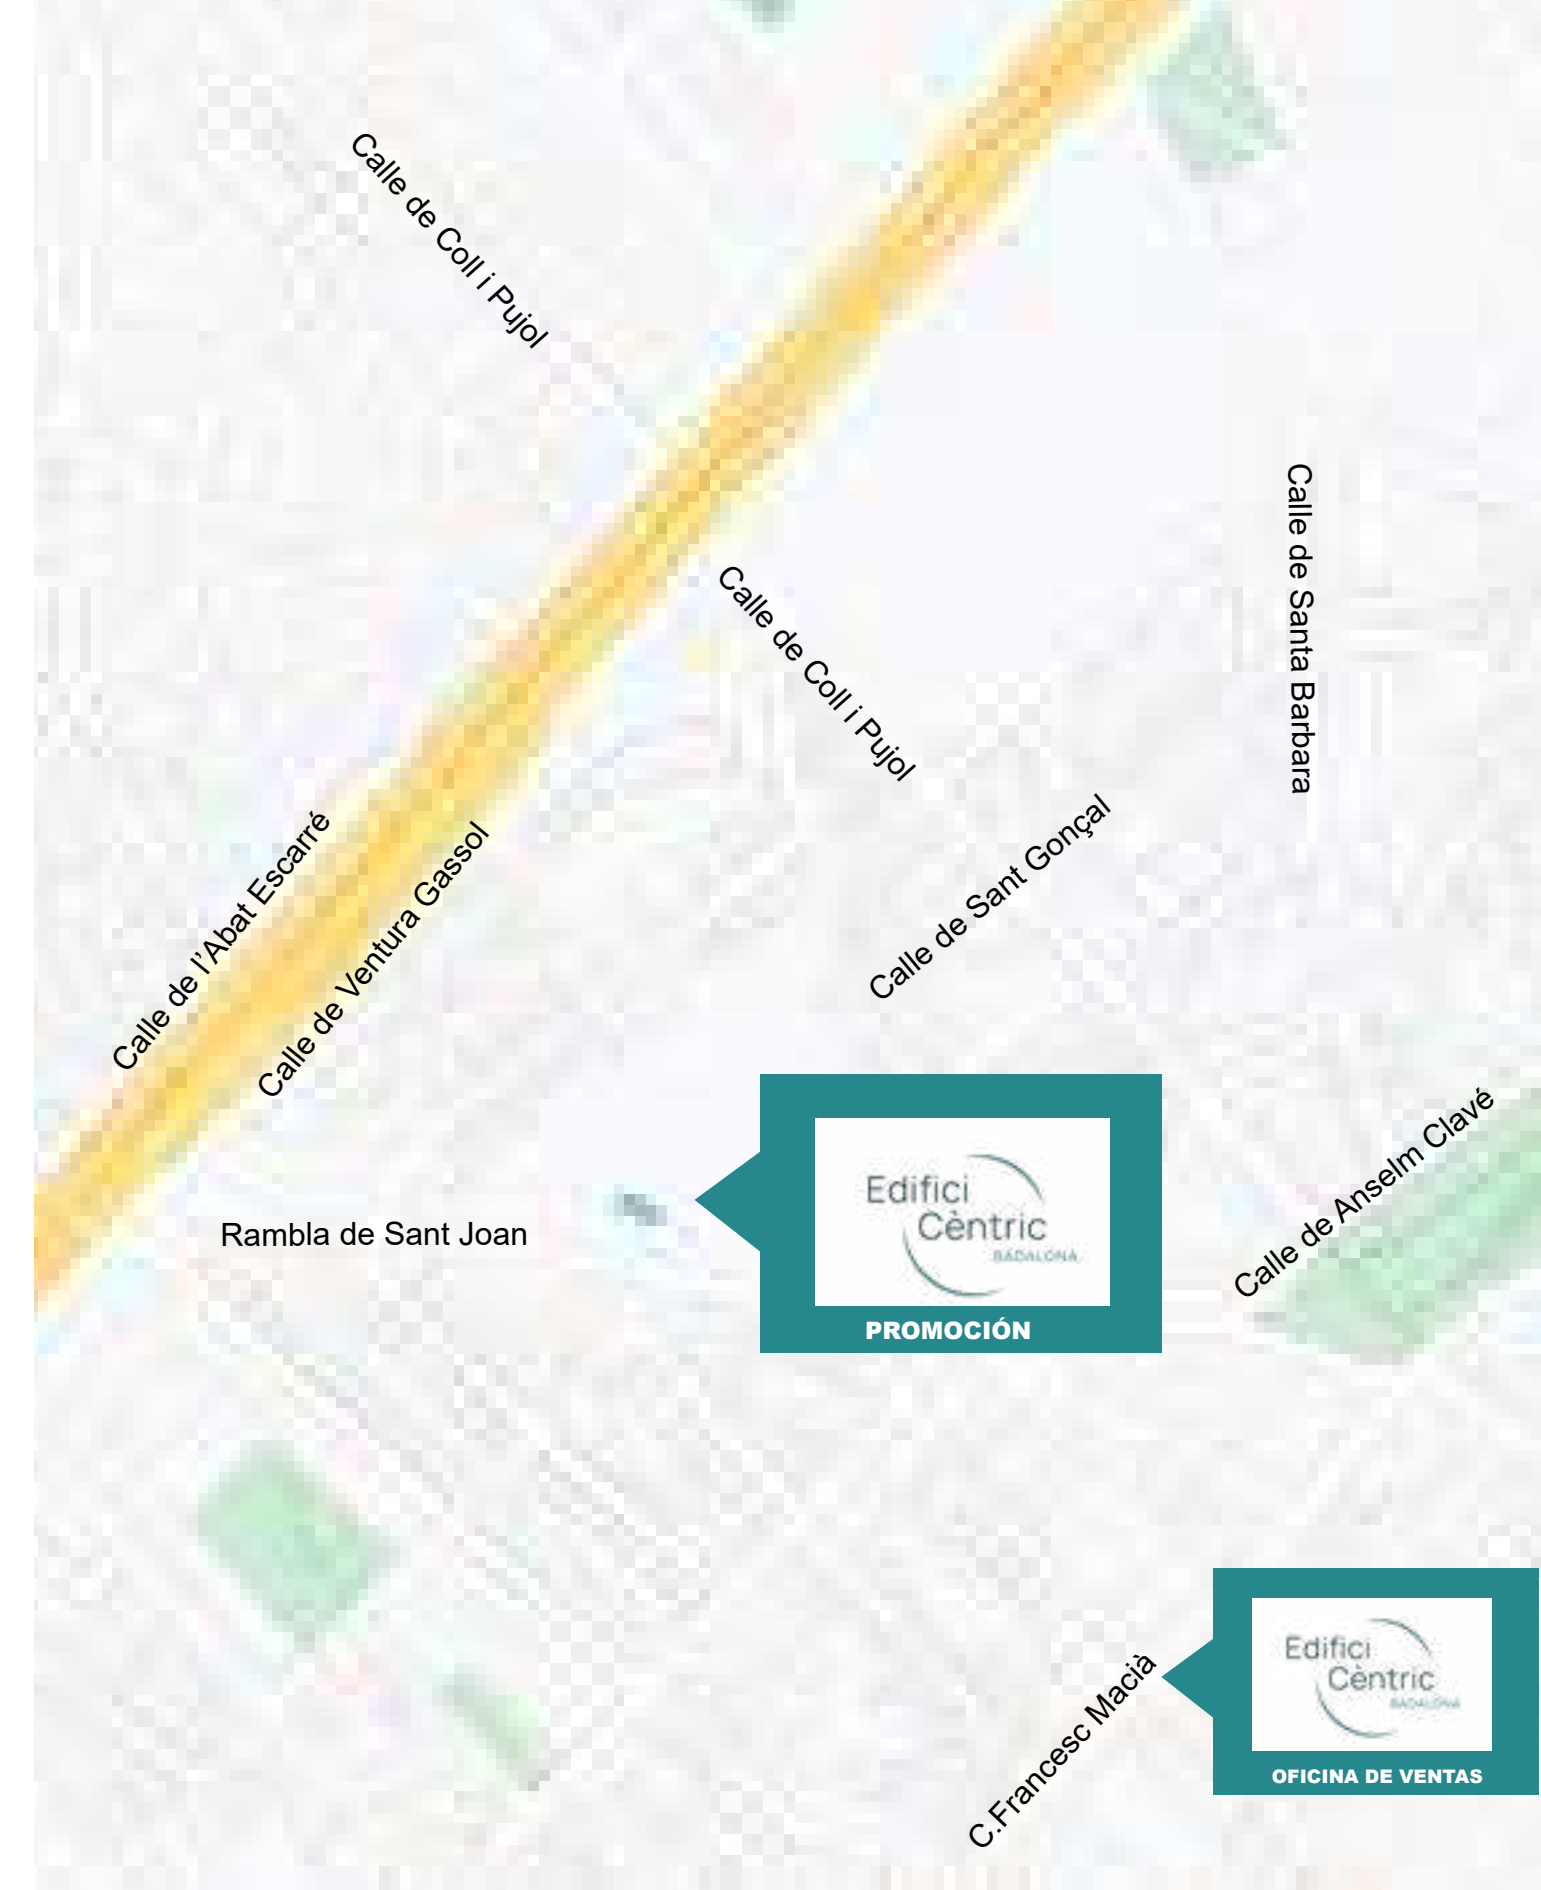 Calle de Coll i Pujol
Calle de Santa Barbara
Calle de Coll i Pujol
Calle de Sant Gonçal
Calle de l'Abat Escarré
Calle de Ventura Gassol
Rambla de Sant Joan
Edifici
Cèntric
BADALONA
PROMOCIÓN
Calle de Anselm Clavé
C.Francesc Macià
Edifici
Cèntric
BADALONA
OFICINA DE VENTAS